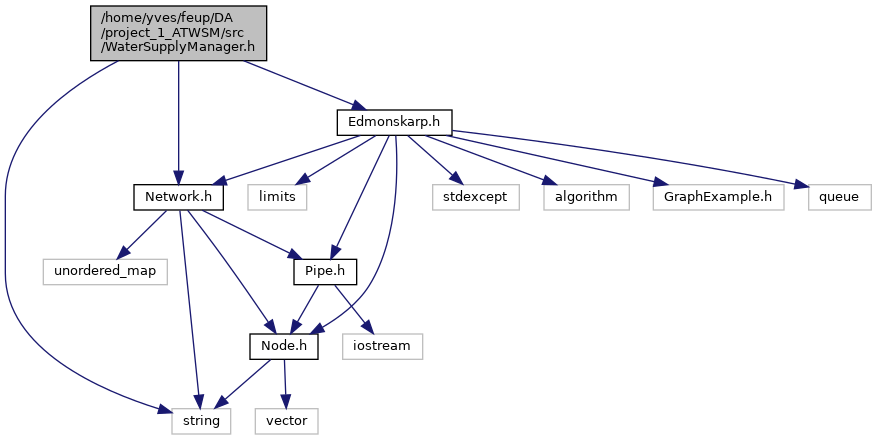 /home/yves/feup/DA
/project_1_ATWSM/src
/WaterSupplyManager.h
Edmonskarp.h
Network.h
limits
stdexcept
algorithm
GraphExample.h
queue
unordered_map
Pipe.h
Node.h
iostream
string
vector